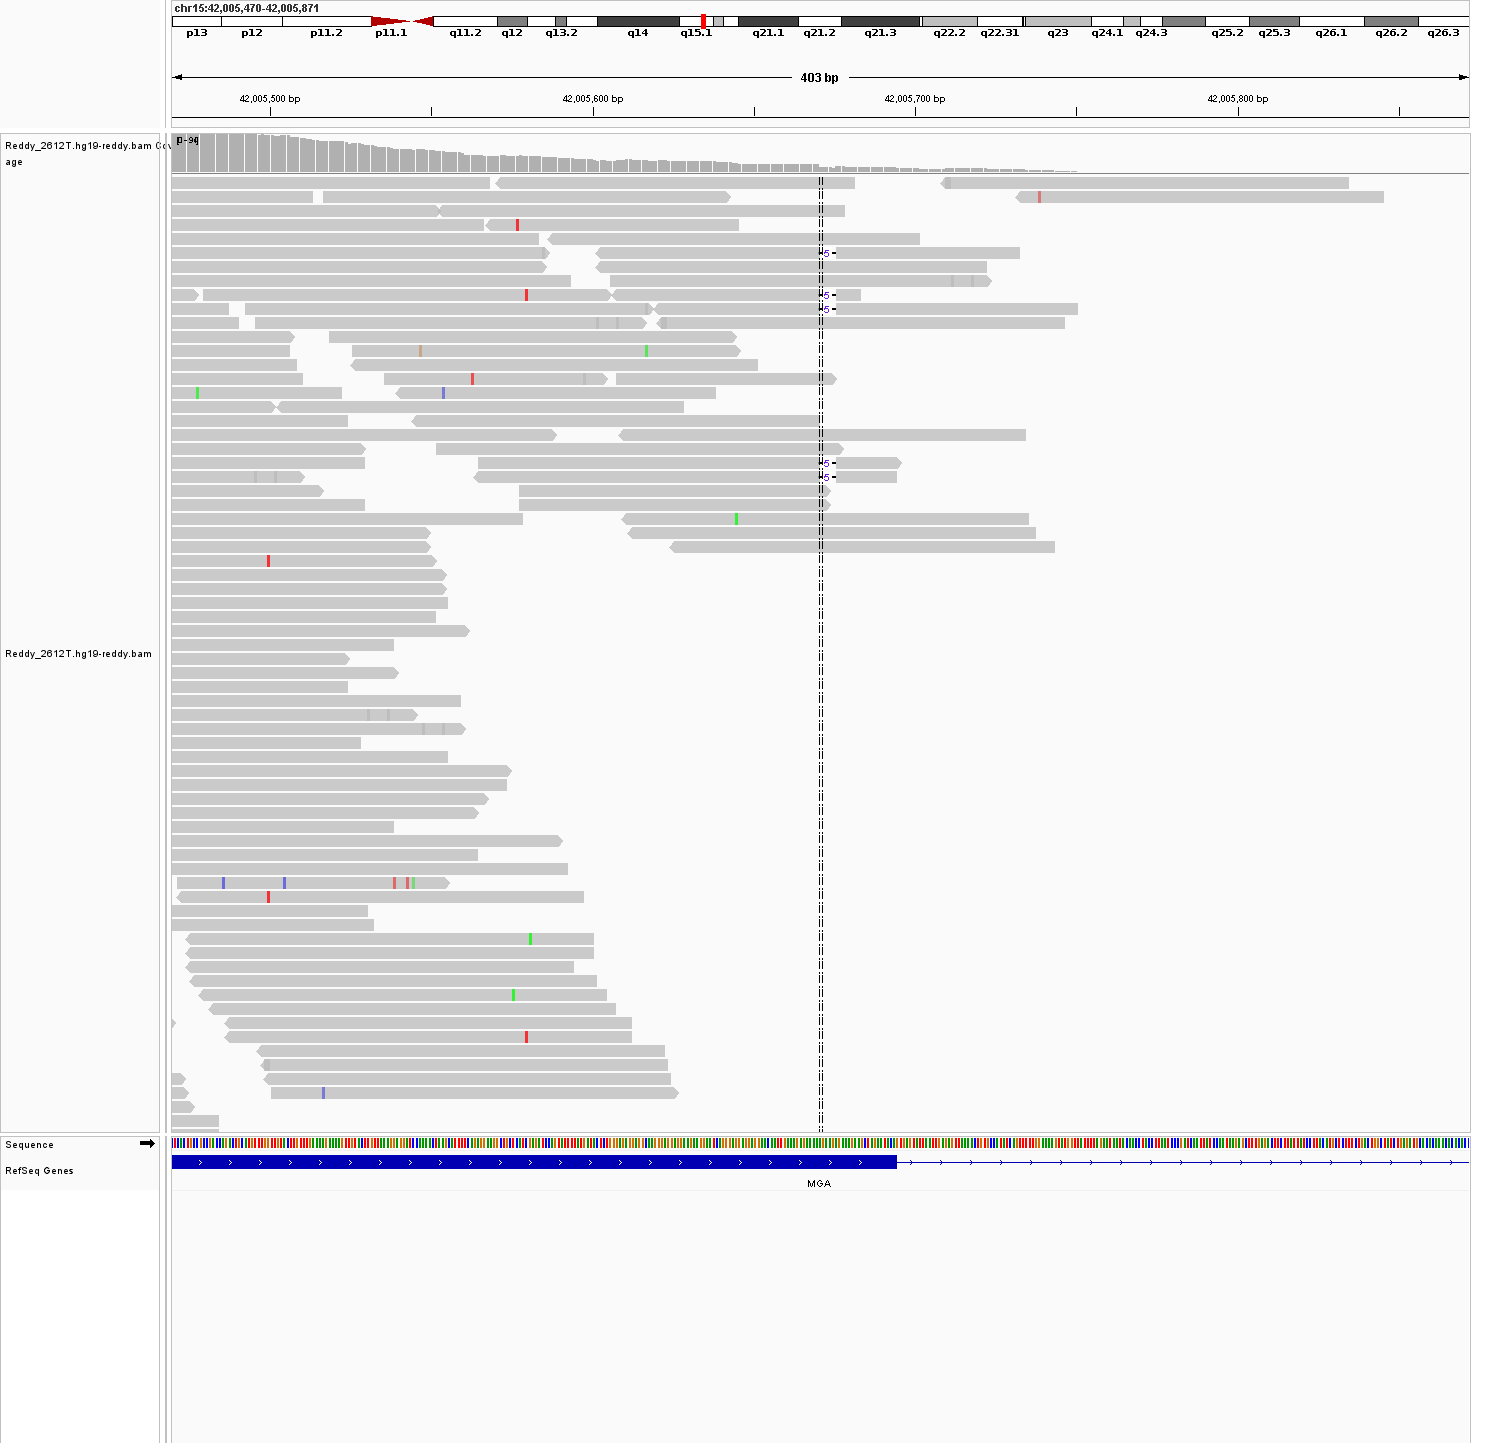 chr15:42,005,470-42,005,871
p13 p12 p11.2 p11.1 q11.2 q12 q13.2 q14 q15.1 q21.1 q21.2 q21.3 q22.2 q22.31 q23 q24.1 q24.3 q25.2 q25.3 q26.1 q26.2 q26.3
403 bp
42,005,500 bp 42,005,600 bp 42,005,700 bp 42,005,800 bp
Reddy_2612T.hg19-reddy.bam Cov
age
5
5
5
5
5
Reddy_2612T.hg19-reddy.bam
Sequence
RefSeq Genes
MGA